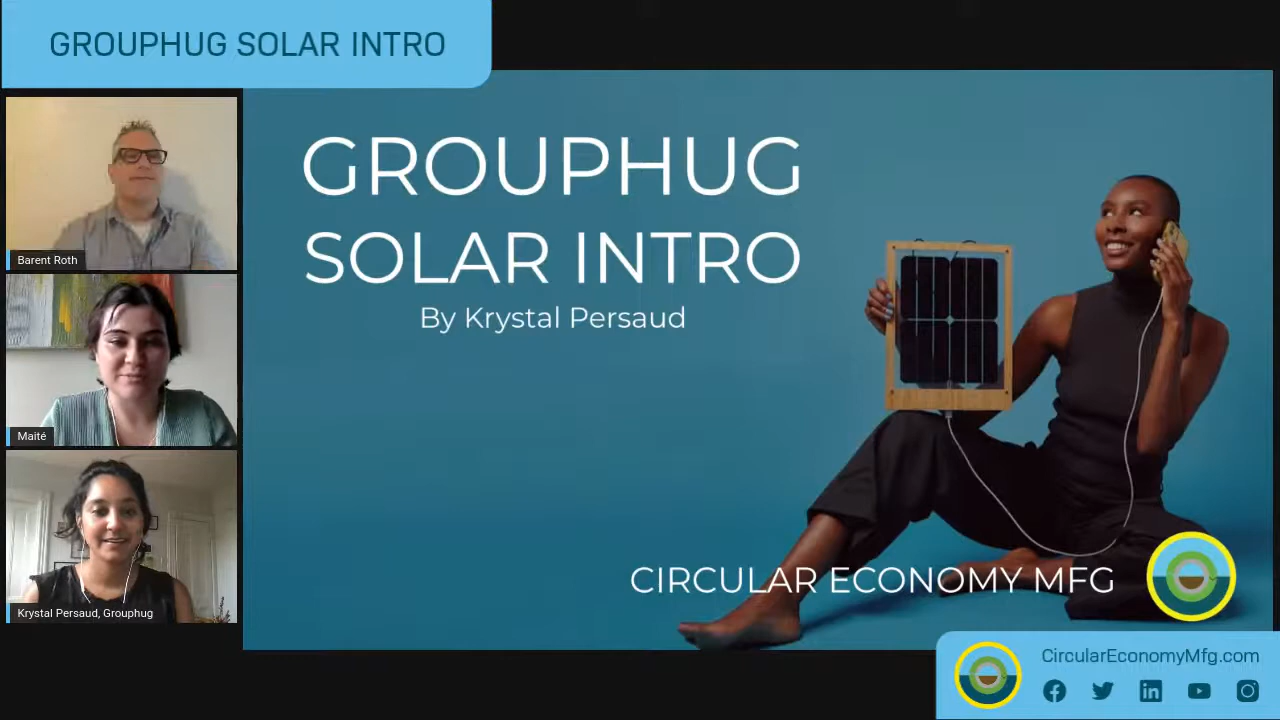 GROUPHUG SOLAR INTRO
Barent Roth
Maité
Krystal Persaud, Grouphug
GROUPHUG
SOLAR INTRO
By Krystal Persaud
CIRCULAR ECONOMY MFG
CircularEconomyMfg.com